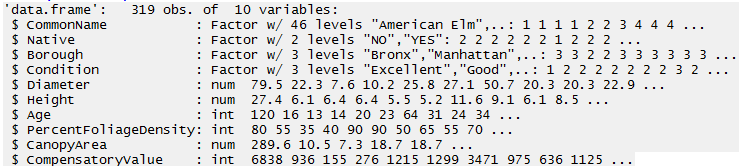 'data.frame':   319 obs. of  10 variables:
 $ CommonName           : Factor w/ 46 levels "American Elm",..: 1 1 1 1 2 2 3 4 4 4 ...
 $ Native               : Factor w/ 2 levels "NO","YES": 2 2 2 2 2 2 1 2 2 2 ...
 $ Borough              : Factor w/ 3 levels "Bronx","Manhattan",..: 3 3 2 2 3 3 3 3 3 3 ...
 $ Condition            : Factor w/ 3 levels "Excellent","Good",..: 1 2 2 2 2 2 2 2 3 2 ...
 $ Diameter             : num  79.5 22.3 7.6 10.2 25.8 27.1 50.7 20.3 20.3 22.9 ...
 $ Height               : num  27.4 6.1 6.4 6.4 5.5 5.2 11.6 9.1 6.1 8.5 ...
 $ Age                  : int  120 16 13 14 20 23 64 31 24 34 ...
 $ PercentFoliageDensity: int  80 55 35 40 90 90 50 65 55 70 ...
 $ CanopyArea           : num  289.6 10.5 7.3 18.7 18.7 ...
 $ CompensatoryValue    : int  6838 936 155 276 1215 1299 3471 975 636 1125 ...